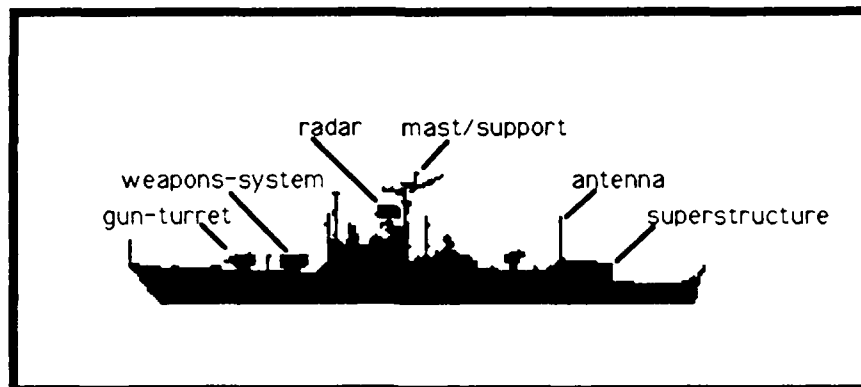 radar mast/support
weapons-system antenna
gun-turret superstructure